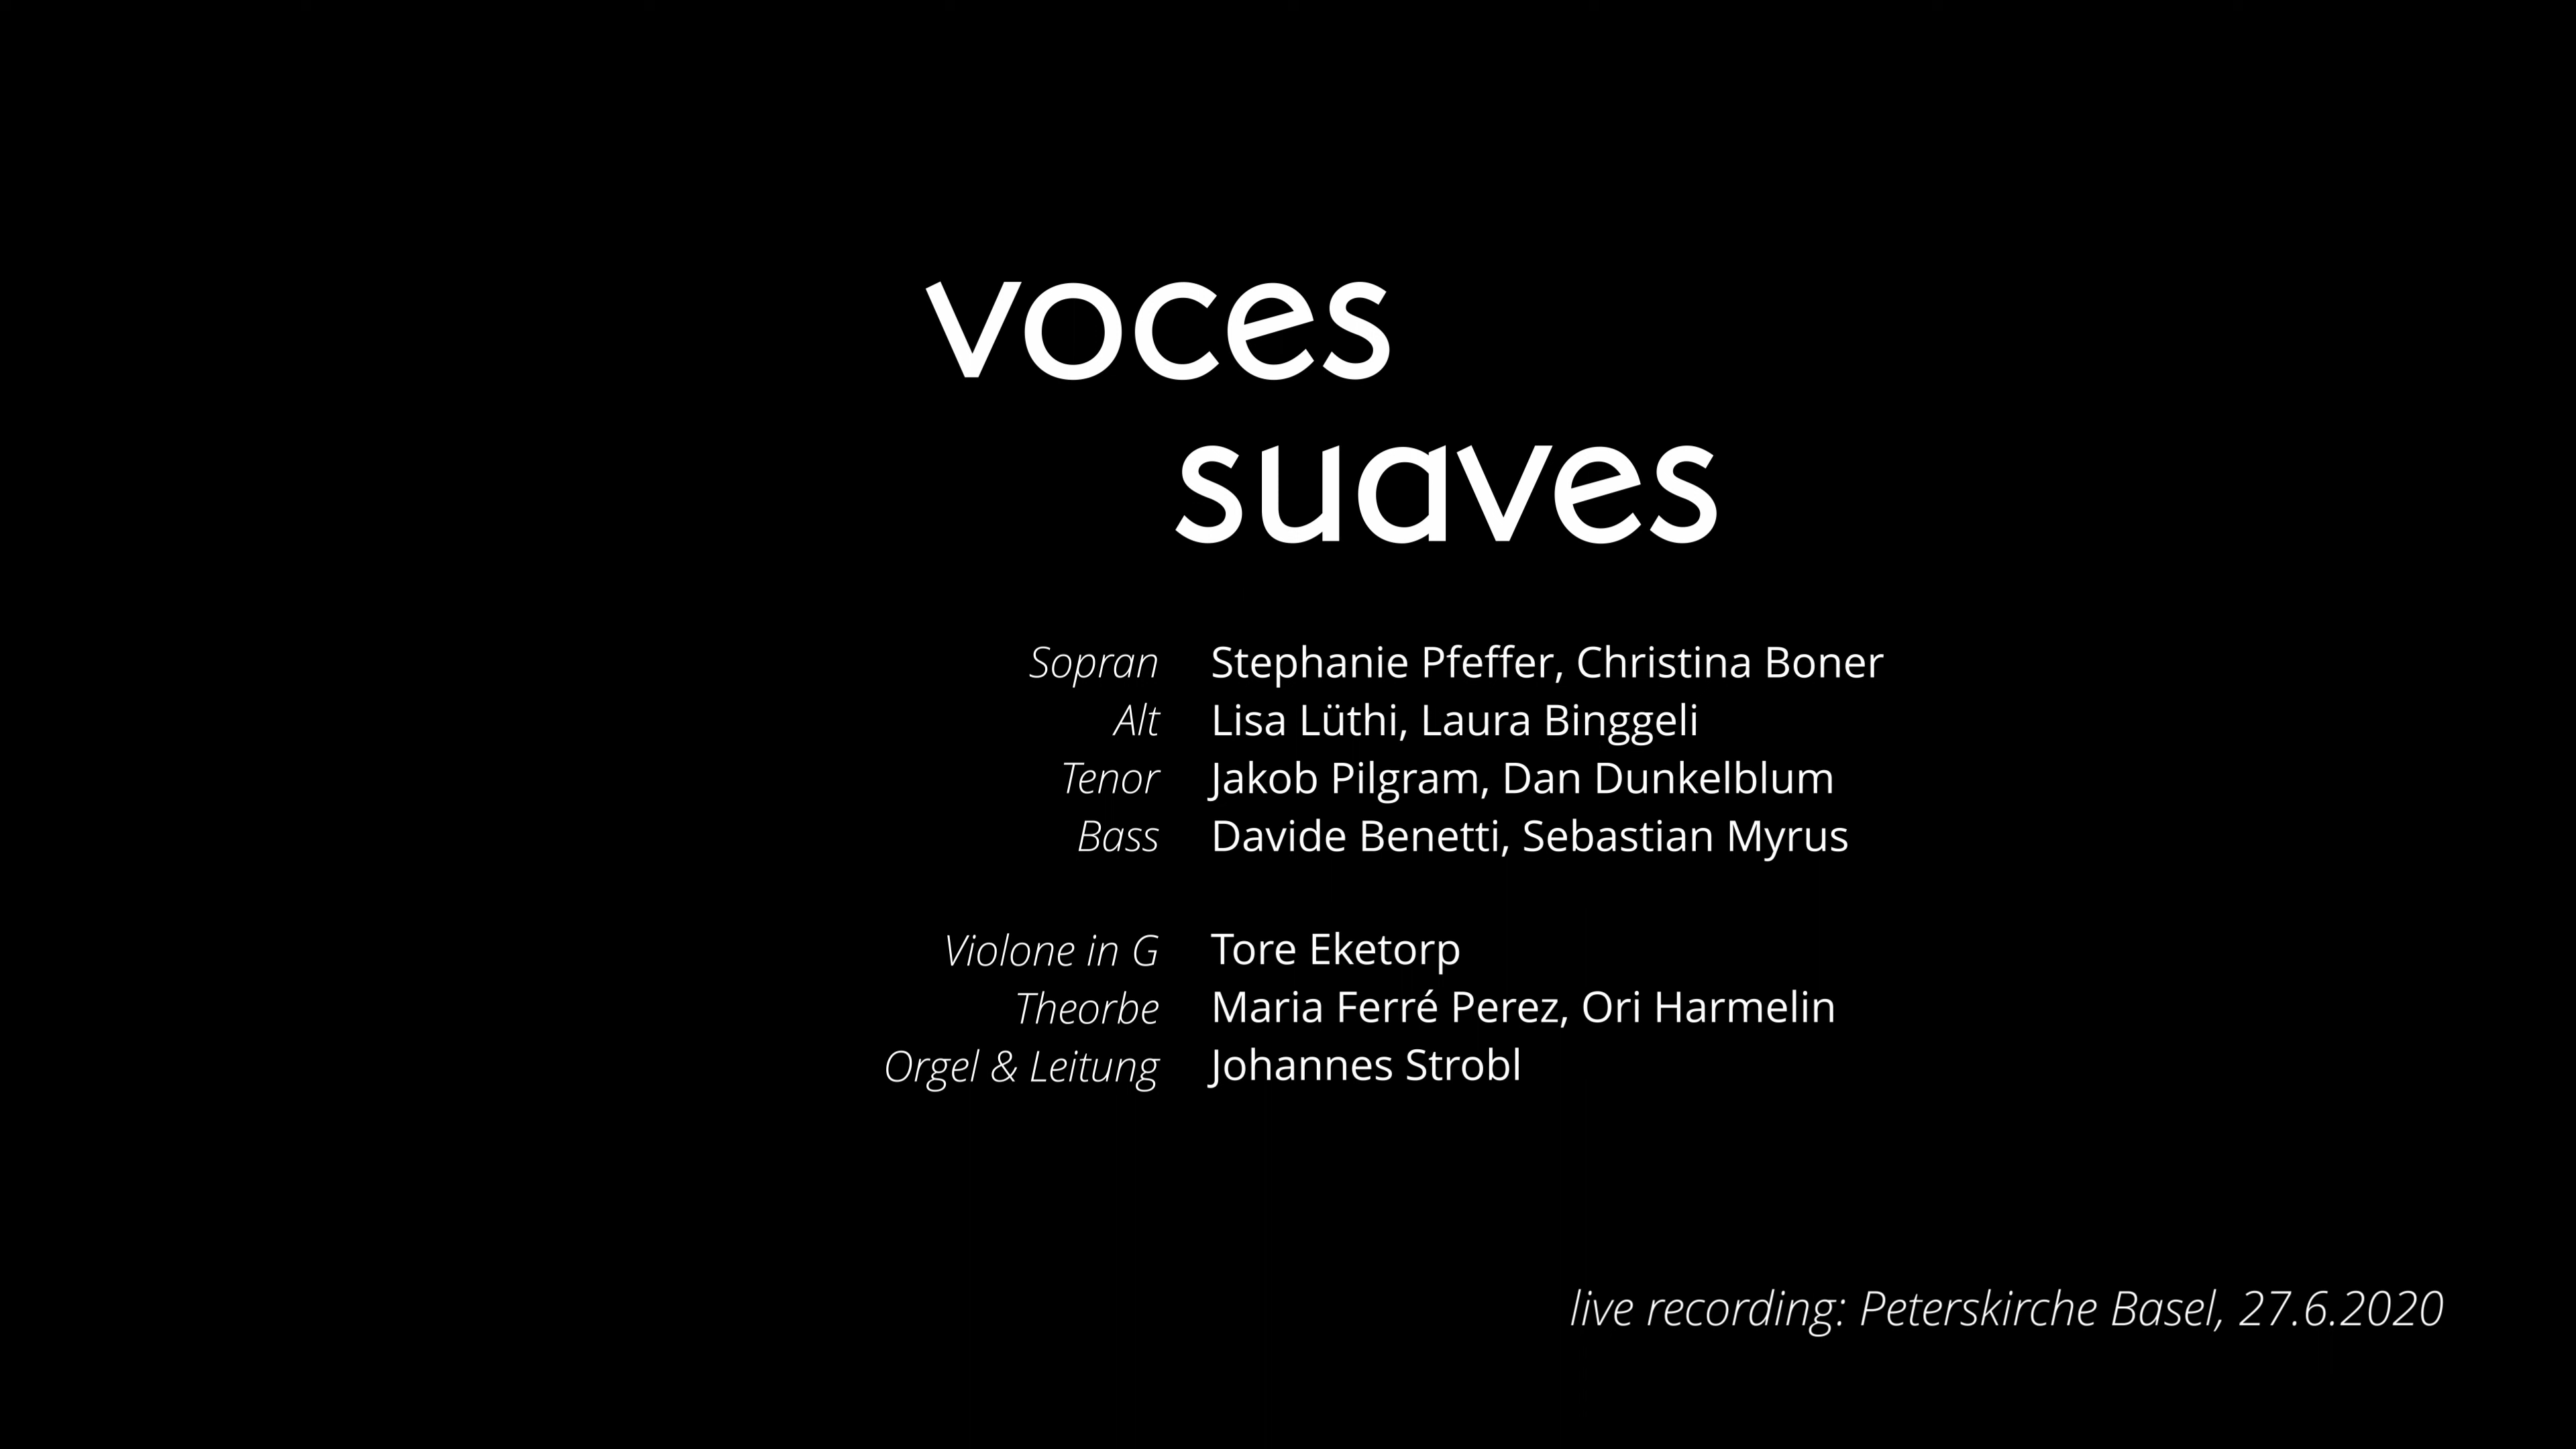 voces
suaves
Sopran Stephanie Pfeffer, Christina Boner
Alt Lisa Lüthi, Laura Binggeli
Tenor Jakob Pilgram, Dan Dunkelblum
Bass Davide Benetti, Sebastian Myrus
Violone in G Tore Eketorp
Theorbe Maria Ferré Perez, Ori Harmelin
Orgel & Leitung Johannes Strobl
live recording: Peterskirche Basel, 27.6.2020